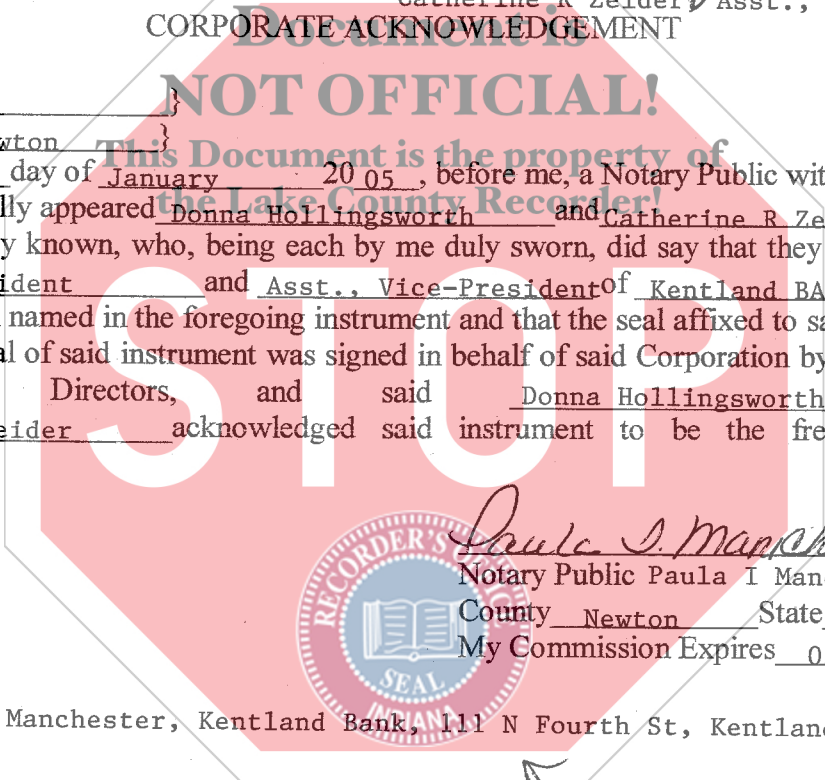 Catherine R Zeider, Asst.,
CORPORATE ACKNOWLEDGEMENT
Document is
NOT OFFICIAL!
This Document is the property of
the Lake County Recorder!
STOP
}
wton }
day of January 20 05, before me, a Notary Public wit
lly appeared Donna Hollingsworth and Catherine R Ze
y known, who, being each by me duly sworn, did say that they
ident and Asst., Vice-President of Kentland BA
named in the foregoing instrument and that the seal affixed to sa
al of said instrument was signed in behalf of said Corporation by
Directors, and said Donna Hollingsworth
eider acknowledged said instrument to be the fre
Paula I. Manch
Notary Public Paula I Man
County Newton State
My Commission Expires 0
RECORDER'S OFFICE
SEAL
INDIANA
Manchester, Kentland Bank, 111 N Fourth St, Kentlan